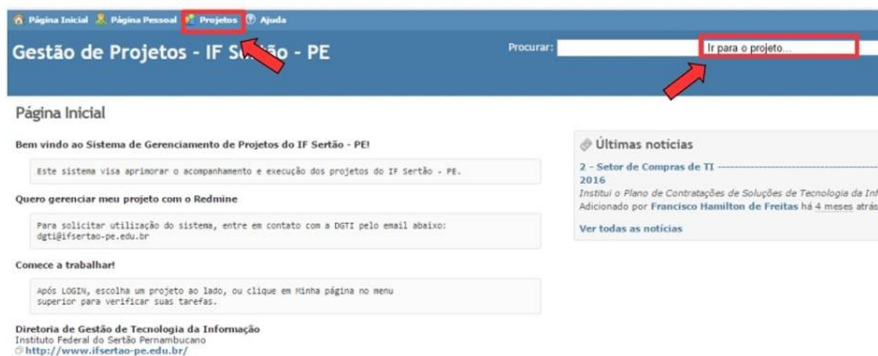 Página Inicial Página Pessoal Projetos Ajuda
Gestão de Projetos - IF Sertão - PE
Procurar: Ir para o projeto...
Página Inicial
Bem vindo ao Sistema de Gerenciamento de Projetos do IF Sertão - PE!
Este sistema visa aprimorar o acompanhamento e execução dos projetos do IF Sertão - PE.
Quero gerenciar meu projeto com o Redmine
Para solicitar utilização do sistema, entre em contato com a DGTI pelo email abaixo:
dgti@ifsertao-pe.edu.br
Comece a trabalhar!
Após LOGIN, escolha um projeto ao lado, ou clique em Minha página no menu
superior para verificar suas tarefas.
Diretoria de Gestão de Tecnologia da Informação
Instituto Federal do Sertão Pernambucano
http://www.ifsertao-pe.edu.br/
Últimas notícias
2 - Setor de Compras de TI ----------------------------------------
2016
Institui o Plano de Contratações de Soluções de Tecnologia da Inf
Adicionado por Francisco Hamilton de Freitas há 4 meses atrás
Ver todas as notícias